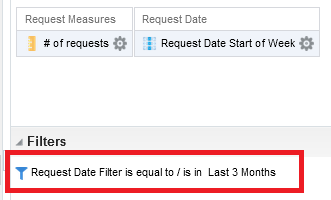 Request Measures Request Date
# of requests Request Date Start of Week
Filters
Request Date Filter is equal to / is in Last 3 Months